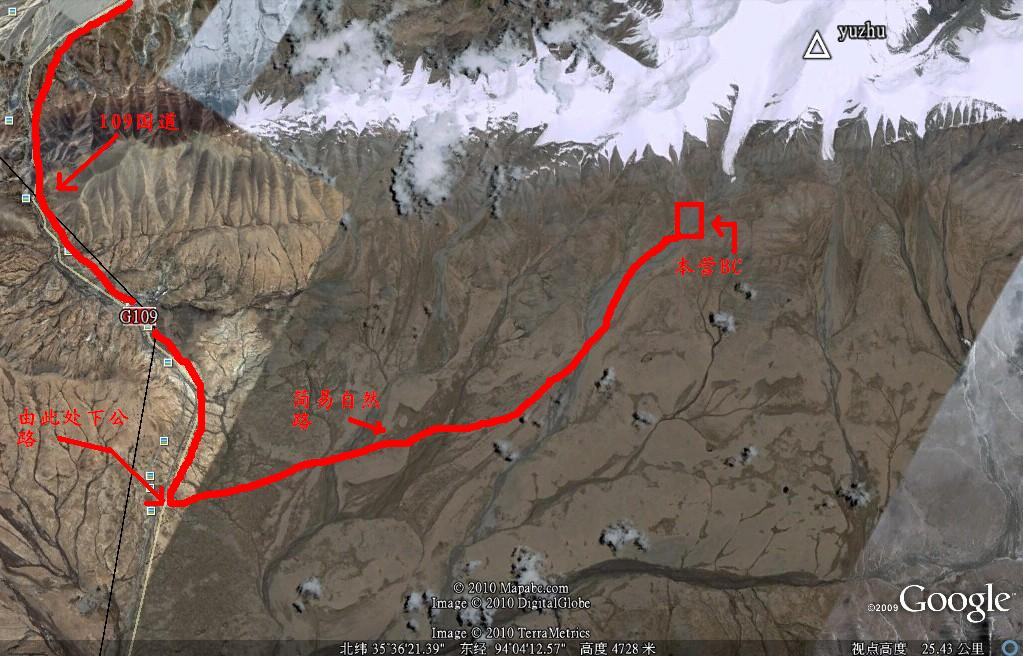 yuzhu
109国道
本营BC
G109
简易自然
路
由此处下公
路
© 2010 Mapabc.com
Image © 2010 DigitalGlobe
©2009 Google
Image © 2010 TerraMetrics
北纬 35°36'21.39" 东经 94°04'12.57" 高度 4728 米 视点高度 25.43 公里